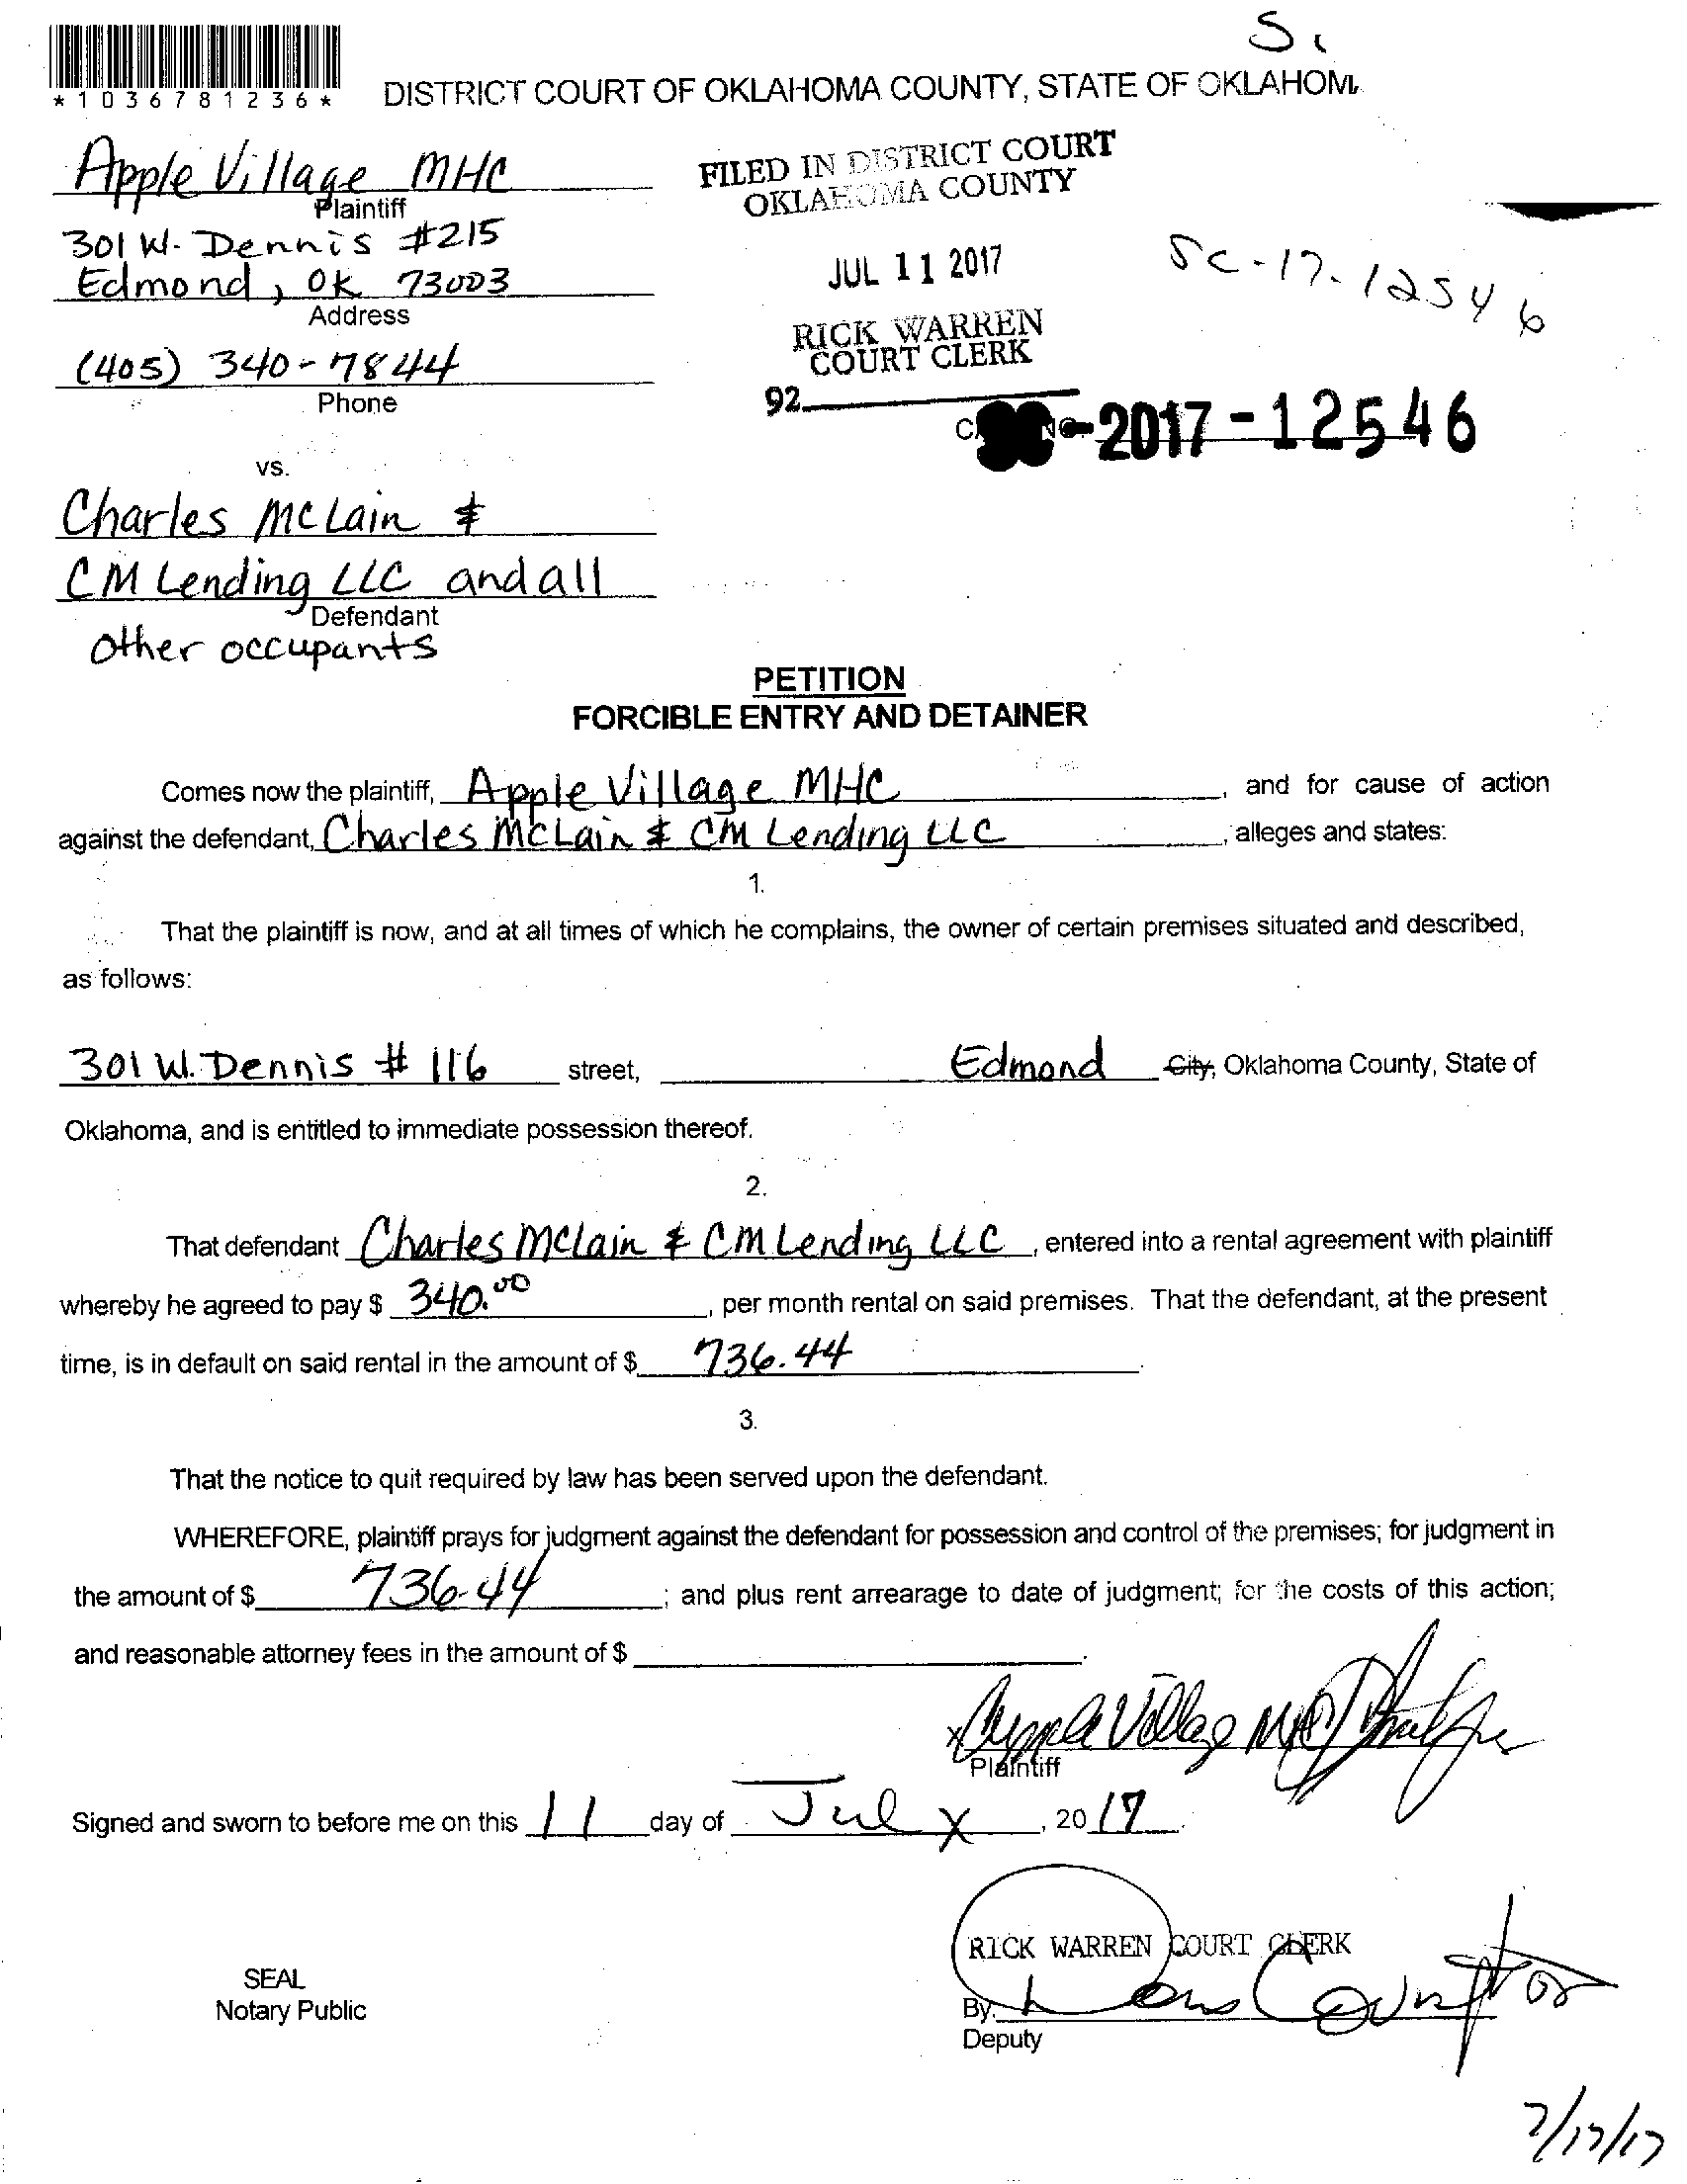 *1036781236*
DISTRICT COURT OF OKLAHOMA COUNTY, STATE OF OKLAHOM
Apple Village MHC
Plaintiff
301 W. Dennis #215
Edmond, OK 73003
Address
(405) 340-7844
Phone
FILED IN DISTRICT COURT
OKLAHOMA COUNTY
JUL 11 2017
RICK WARREN
COURT CLERK
92
SC-17-12546
-2017-12546
vs.
Charles McLain &
CM Lending LLC and all
Defendant
other occupants
PETITION
FORCIBLE ENTRY AND DETAINER
Comes now the plaintiff, Apple Village MHC, and for cause of action
against the defendant, Charles McLain & CM Lending LLC, alleges and states:
1.
That the plaintiff is now, and at all times of which he complains, the owner of certain premises situated and described,
as follows:
301 W. Dennis # 116 street, Edmond City, Oklahoma County, State of
Oklahoma, and is entitled to immediate possession thereof.
2.
That defendant Charles McLain & CM Lending LLC, entered into a rental agreement with plaintiff
whereby he agreed to pay $ 340.00, per month rental on said premises. That the defendant, at the present
time, is in default on said rental in the amount of $ 736.44.
3.
That the notice to quit required by law has been served upon the defendant.
WHEREFORE, plaintiff prays for judgment against the defendant for possession and control of the premises; for judgment in
the amount of $ 736.44; and plus rent arrearage to date of judgment; for the costs of this action;
and reasonable attorney fees in the amount of $ .
x Apple Village MHC
Plaintiff
Signed and sworn to before me on this 11 day of July, 2017.
RICK WARREN COURT CLERK
SEAL
Notary Public
By:
Deputy
7/17/17